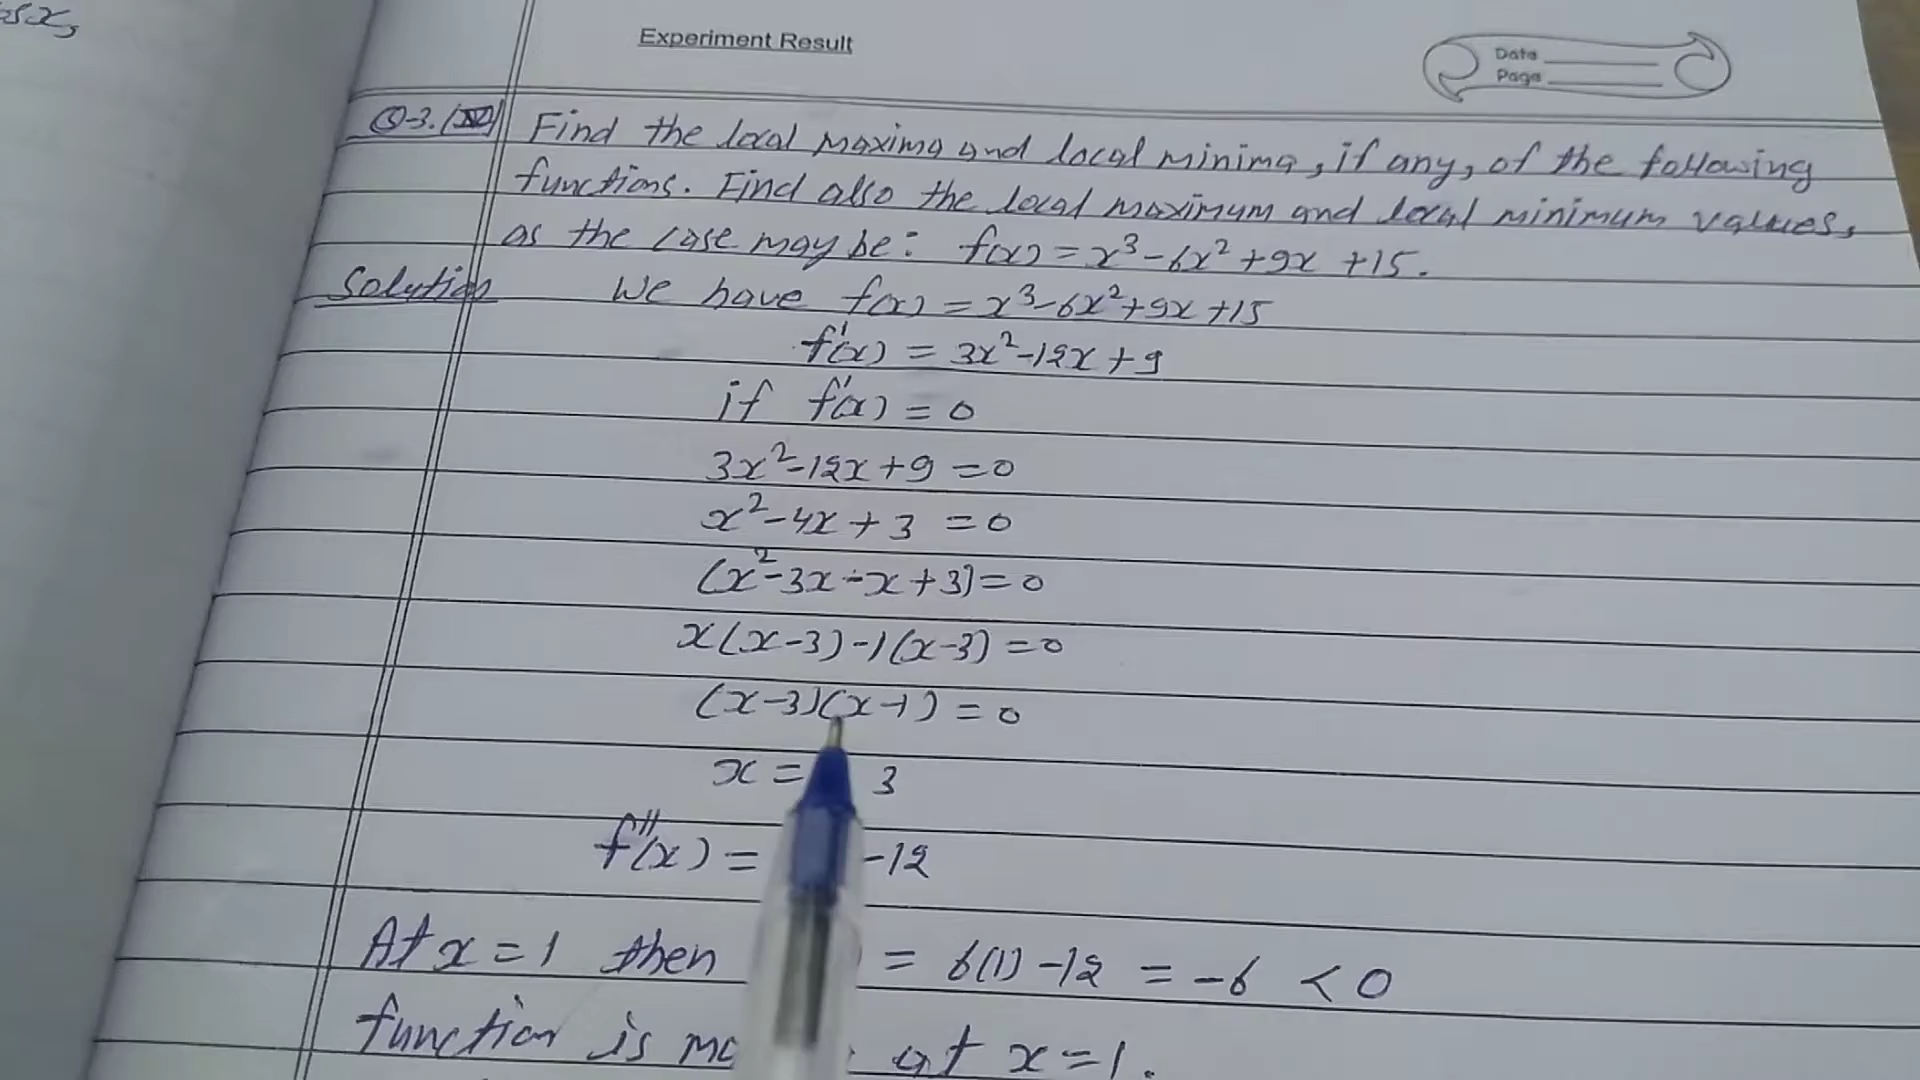 sx,
Experiment Result
Date
Page
Q-3.(IV) Find the local maxima and local minima, if any, of the following
functions. Find also the local maximum and local minimum values,
as the case may be: f(x) = x³-6x²+9x+15.
Solution We have f(x) = x³-6x²+9x+15
f'(x) = 3x²-12x+9
if f'(x) = 0
3x²-12x+9 =0
x²-4x+3 =0
(x²-3x-x+3)=0
x(x-3)-1(x-3)=0
(x-3)(x-1)=0
x = 3
f''(x) = -12
At x=1 then = 6(1)-12 = -6 < 0
function is at x=1.